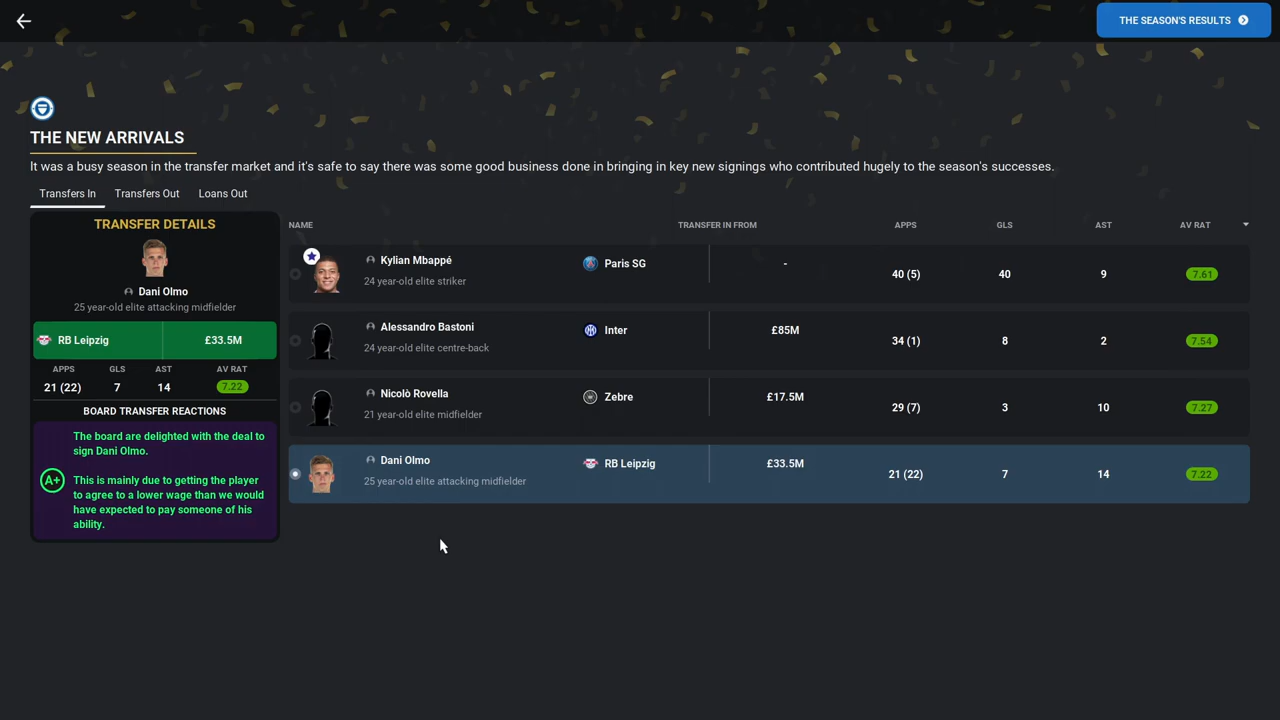 THE SEASON'S RESULTS
THE NEW ARRIVALS
It was a busy season in the transfer market and it's safe to say there was some good business done in bringing in key new signings who contributed hugely to the season's successes.
Transfers In Transfers Out Loans Out
TRANSFER DETAILS
Dani Olmo
25 year-old elite attacking midfielder
RB Leipzig £33.5M
APPS GLS AST AV RAT
21 (22) 7 14 7.22
BOARD TRANSFER REACTIONS
A+
The board are delighted with the deal to
sign Dani Olmo.
This is mainly due to getting the player
to agree to a lower wage than we would
have expected to pay someone of his
ability.
NAME TRANSFER IN FROM APPS GLS AST AV RAT
Kylian Mbappé Paris SG - 40 (5) 40 9 7.61
24 year-old elite striker
Alessandro Bastoni Inter £85M 34 (1) 8 2 7.54
24 year-old elite centre-back
Nicolò Rovella Zebre £17.5M 29 (7) 3 10 7.27
21 year-old elite midfielder
Dani Olmo RB Leipzig £33.5M 21 (22) 7 14 7.22
25 year-old elite attacking midfielder